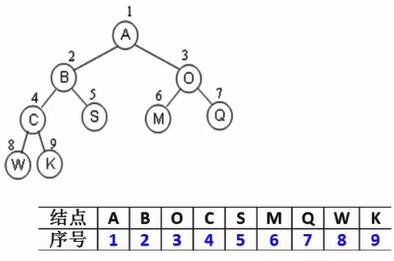 1
A
2 3
B O
4 5 6 7
C S M Q
8 9
W K
结点 A B O C S M Q W K
序号 1 2 3 4 5 6 7 8 9